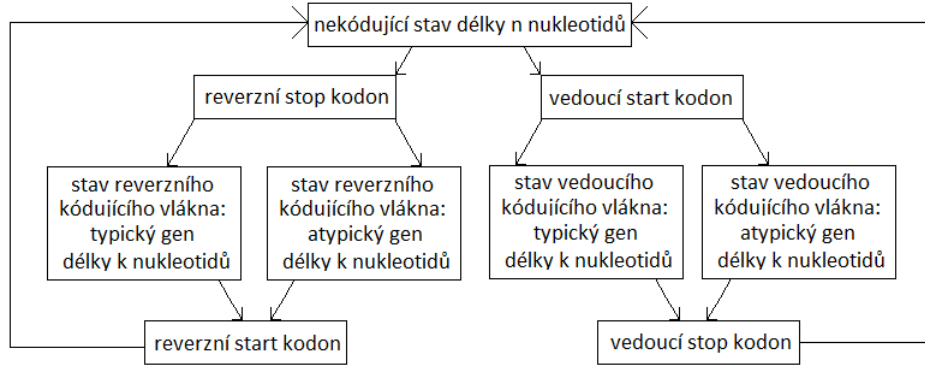 nekódující stav délky n nukleotidů
reverzní stop kodon
vedoucí start kodon
stav reverzního
kódujícího vlákna:
typický gen
délky k nukleotidů
stav reverzního
kódujícího vlákna:
atypický gen
délky k nukleotidů
stav vedoucího
kódujícího vlákna:
typický gen
délky k nukleotidů
stav vedoucího
kódujícího vlákna:
atypický gen
délky k nukleotidů
reverzní start kodon
vedoucí stop kodon